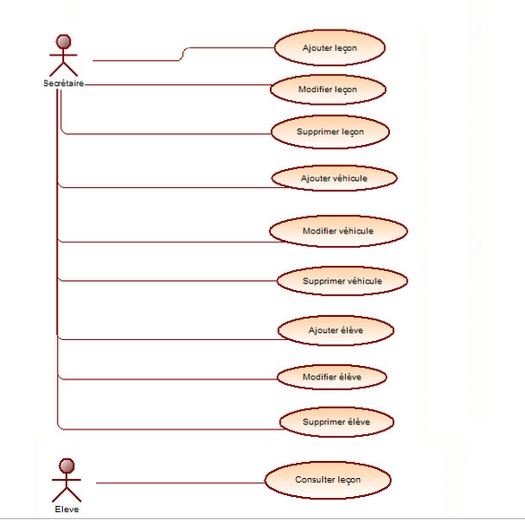 Ajouter leçon
Secrétaire
Modifier leçon
Supprimer leçon
Ajouter véhicule
Modifier véhicule
Supprimer véhicule
Ajouter élève
Modifier élève
Supprimer élève
Consulter leçon
Eleve